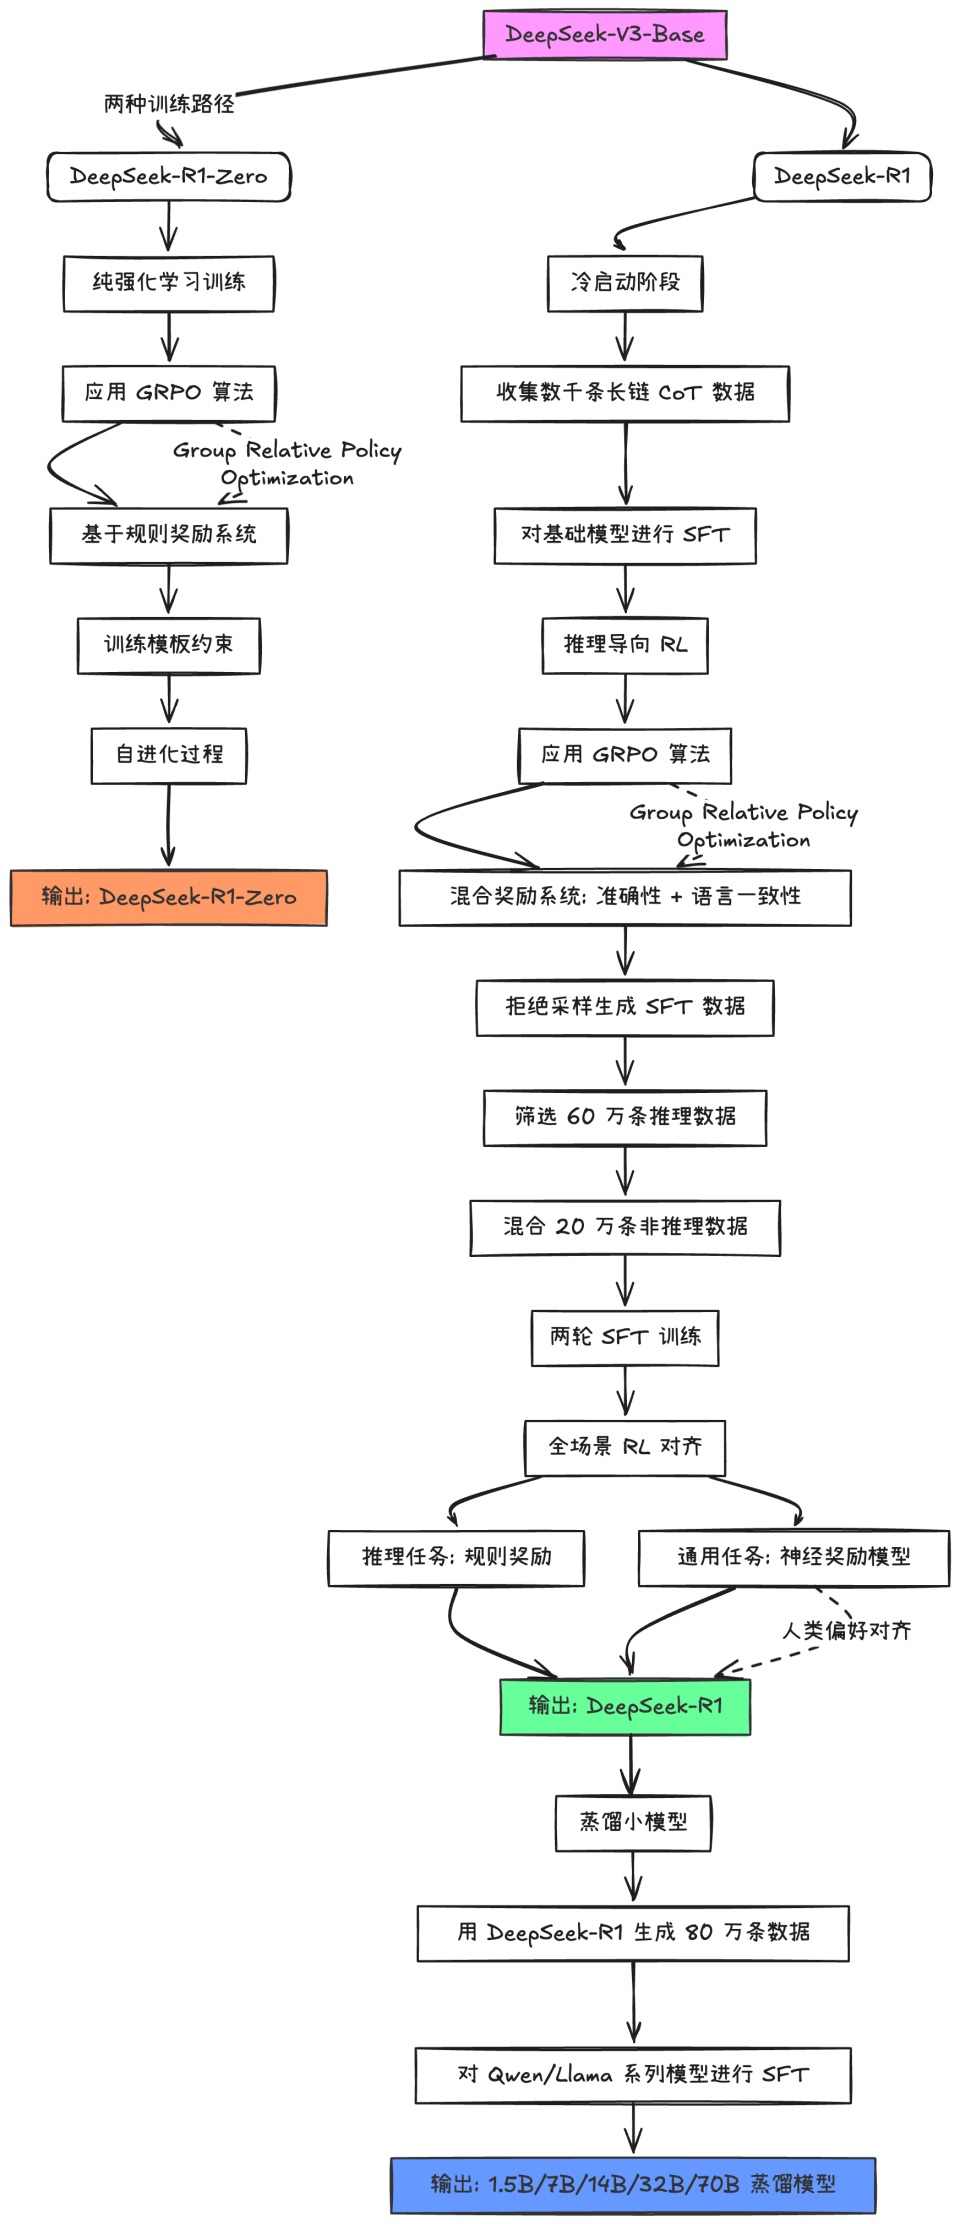 DeepSeek-V3-Base
两种训练路径
DeepSeek-R1-Zero
DeepSeek-R1
纯强化学习训练
冷启动阶段
应用 GRPO 算法
收集数千条长链 CoT 数据
Group Relative Policy
Optimization
基于规则奖励系统
对基础模型进行 SFT
训练模板约束
推理导向 RL
自进化过程
应用 GRPO 算法
Group Relative Policy
Optimization
输出: DeepSeek-R1-Zero
混合奖励系统: 准确性 + 语言一致性
拒绝采样生成 SFT 数据
筛选 60 万条推理数据
混合 20 万条非推理数据
两轮 SFT 训练
全场景 RL 对齐
推理任务: 规则奖励
通用任务: 神经奖励模型
人类偏好对齐
输出: DeepSeek-R1
蒸馏小模型
用 DeepSeek-R1 生成 80 万条数据
对 Qwen/Llama 系列模型进行 SFT
输出: 1.5B/7B/14B/32B/70B 蒸馏模型